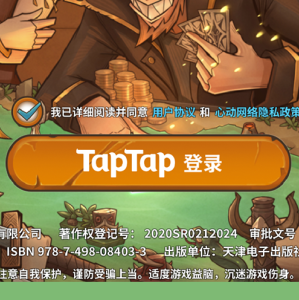 我已详细阅读并同意 用户协议 和 心动网络隐私政策
TapTap 登录
有限公司 著作权登记号: 2020SR0212024 审批文号
ISBN 978-7-498-08403-3 出版单位: 天津电子出版社
注意自我保护，谨防受骗上当。适度游戏益脑，沉迷游戏伤身。